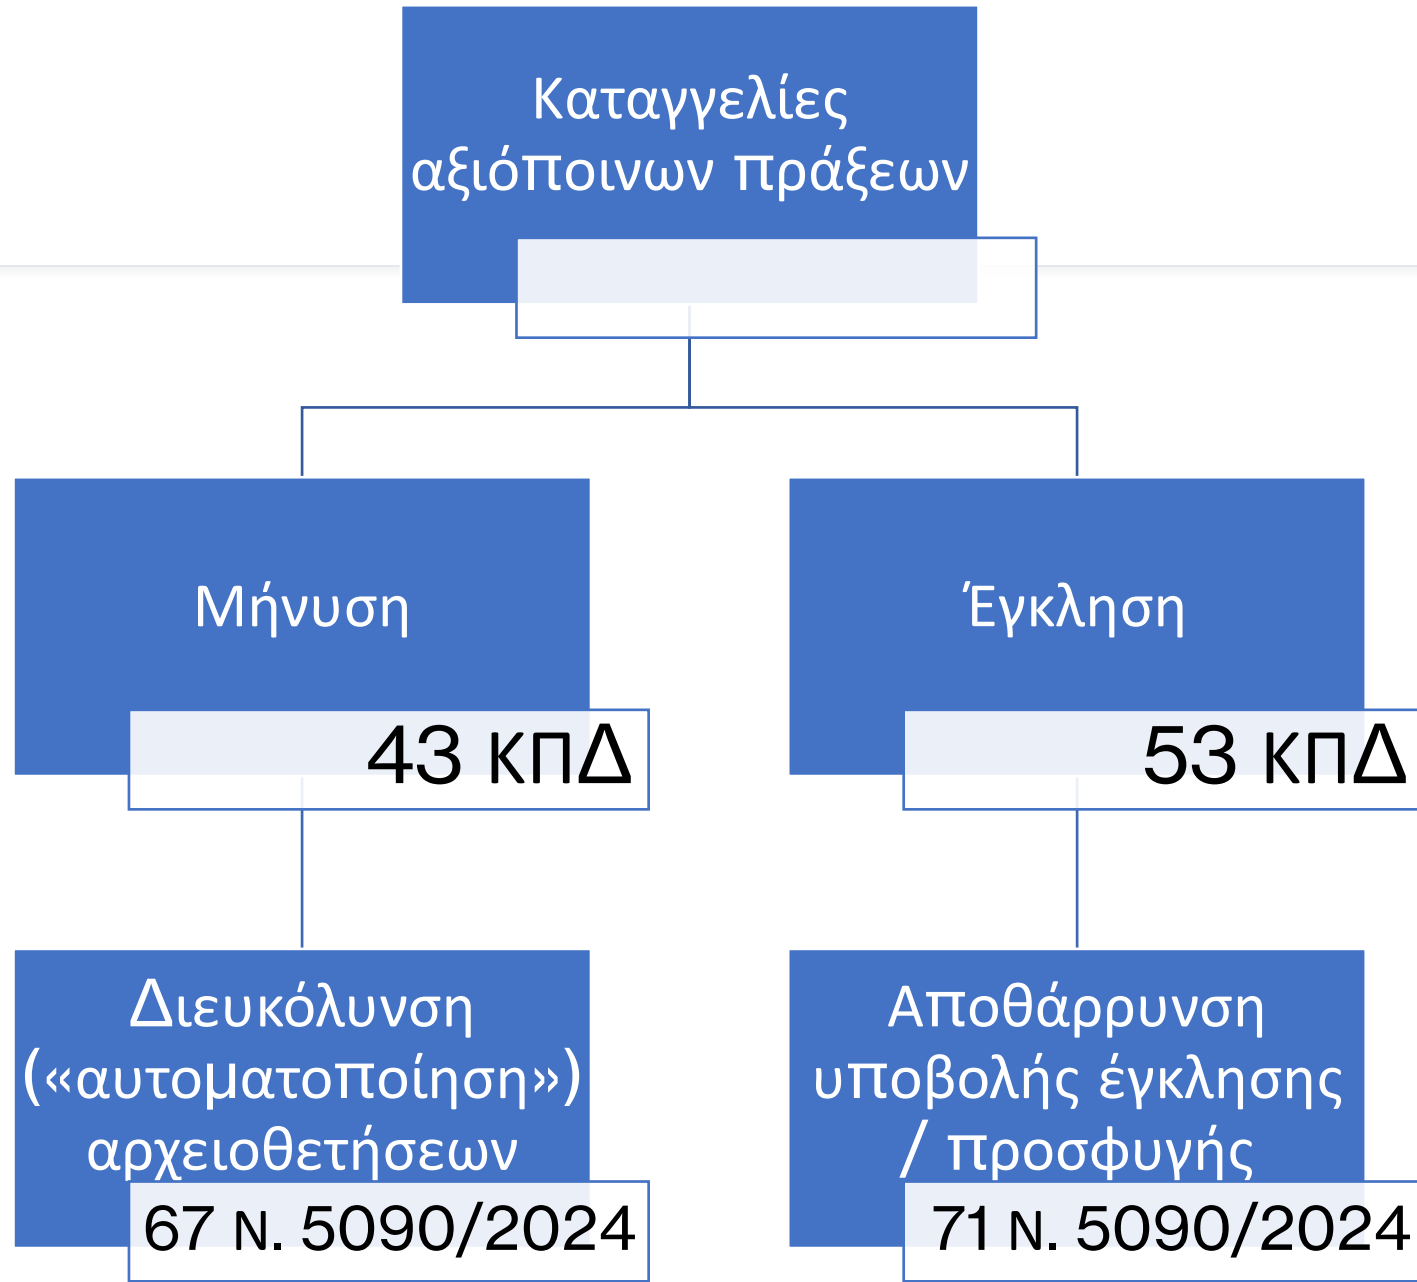 Καταγγελίες
αξιόποινων πράξεων
Μήνυση
43 ΚΠΔ
Έγκληση
53 ΚΠΔ
Διευκόλυνση
(«αυτοματοποίηση»)
αρχειοθετήσεων
67 Ν. 5090/2024
Αποθάρρυνση
υποβολής έγκλησης
/ προσφυγής
71 Ν. 5090/2024